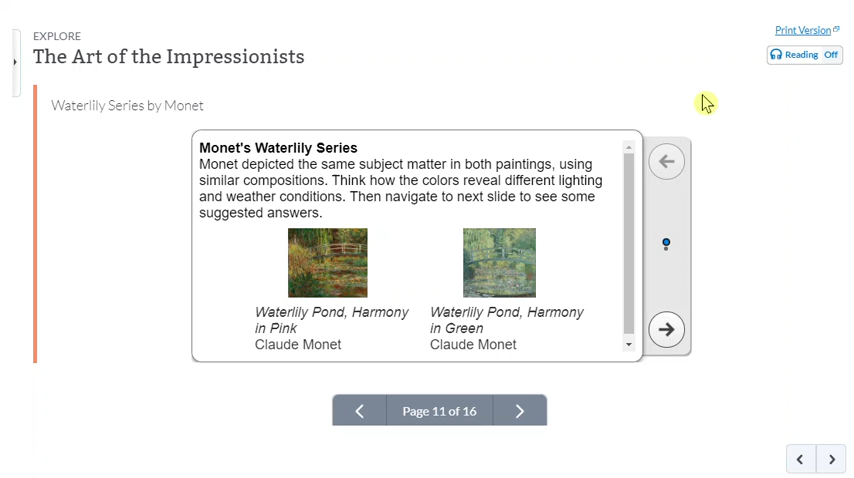 EXPLORE
The Art of the Impressionists
Print Version
Reading Off
Waterlily Series by Monet
Monet's Waterlily Series
Monet depicted the same subject matter in both paintings, using
similar compositions. Think how the colors reveal different lighting
and weather conditions. Then navigate to next slide to see some
suggested answers.
Waterlily Pond, Harmony
in Pink
Claude Monet
Waterlily Pond, Harmony
in Green
Claude Monet
Page 11 of 16